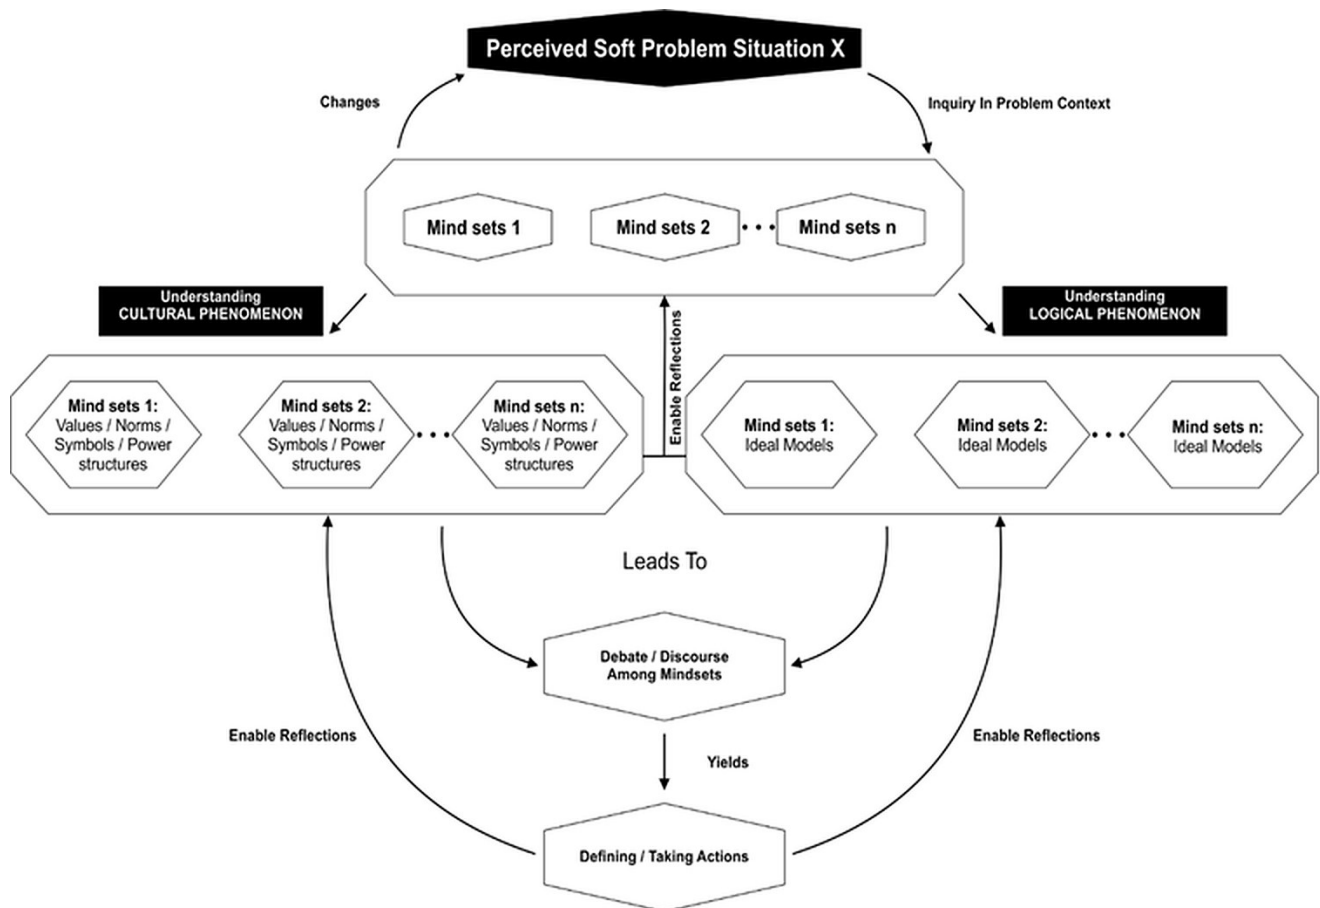 Perceived Soft Problem Situation X
Changes
Inquiry In Problem Context
Mind sets 1
Mind sets 2
Mind sets n
Understanding
CULTURAL PHENOMENON
Understanding
LOGICAL PHENOMENON
Enable Reflections
Mind sets 1:
Values / Norms /
Symbols / Power
structures
Mind sets 2:
Values / Norms /
Symbols / Power
structures
Mind sets n:
Values / Norms /
Symbols / Power
structures
Mind sets 1:
Ideal Models
Mind sets 2:
Ideal Models
Mind sets n:
Ideal Models
Leads To
Debate / Discourse
Among Mindsets
Enable Reflections
Enable Reflections
Yields
Defining / Taking Actions